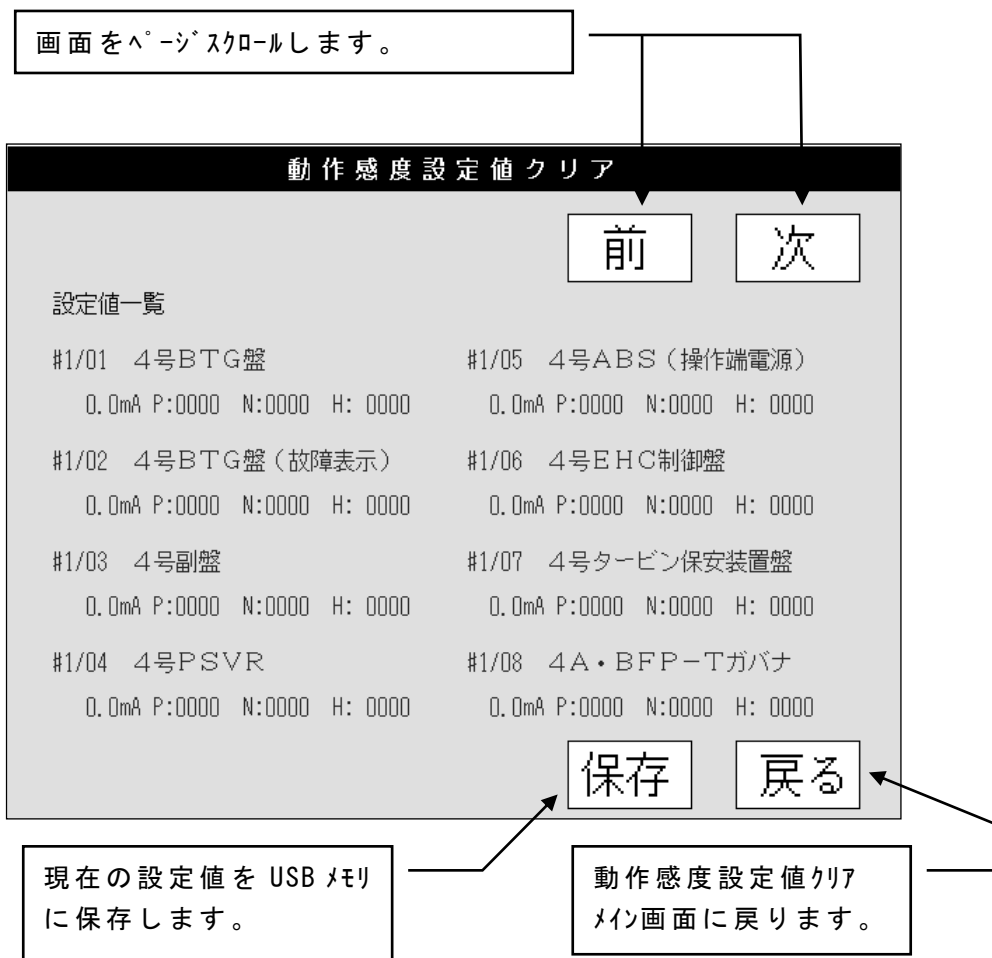 画面をﾍﾟｰｼﾞｽｸﾛｰﾙします。
動作感度設定値クリア
前 次
設定値一覧
#1/01 4号BTG盤 #1/05 4号ABS(操作端電源)
0.0mA P:0000 N:0000 H: 0000 0.0mA P:0000 N:0000 H: 0000
#1/02 4号BTG盤(故障表示) #1/06 4号EHC制御盤
0.0mA P:0000 N:0000 H: 0000 0.0mA P:0000 N:0000 H: 0000
#1/03 4号副盤 #1/07 4号タービン保安装置盤
0.0mA P:0000 N:0000 H: 0000 0.0mA P:0000 N:0000 H: 0000
#1/04 4号PSVR #1/08 4A・BFP-Tガバナ
0.0mA P:0000 N:0000 H: 0000 0.0mA P:0000 N:0000 H: 0000
保存 戻る
現在の設定値を USB ﾒﾓﾘ
に保存します。
動作感度設定値ｸﾘｱ
ﾒｲﾝ画面に戻ります。